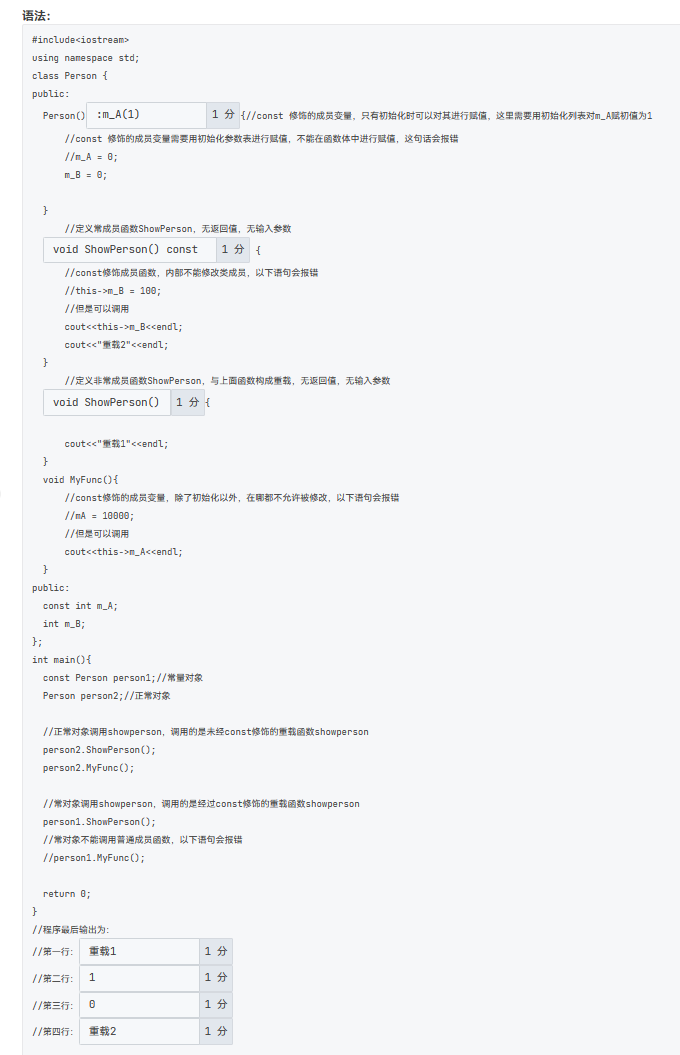 语法:
#include<iostream>
using namespace std;
class Person {
public:
Person() :m_A(1) 1 分 {//const 修饰的成员变量，只有初始化时可以对其进行赋值，这里需要用初始化列表对m_A赋初值为1
//const 修饰的成员变量需要用初始化参数表进行赋值，不能在函数体中进行赋值，这句话会报错
//m_A = 0;
m_B = 0;
}
//定义常成员函数ShowPerson，无返回值，无输入参数
void ShowPerson() const 1 分 {
//const修饰成员函数，内部不能修改类成员，以下语句会报错
//this->m_B = 100;
//但是可以调用
cout<<this->m_B<<endl;
cout<<"重载2"<<endl;
}
//定义非常成员函数ShowPerson，与上面函数构成重载，无返回值，无输入参数
void ShowPerson() 1 分 {
cout<<"重载1"<<endl;
}
void MyFunc(){
//const修饰的成员变量，除了初始化以外，在哪都不允许被修改，以下语句会报错
//mA = 10000;
//但是可以调用
cout<<this->m_A<<endl;
}
public:
const int m_A;
int m_B;
};
int main(){
const Person person1;//常量对象
Person person2;//正常对象
//正常对象调用showperson，调用的是未经const修饰的重载函数showperson
person2.ShowPerson();
person2.MyFunc();
//常对象调用showperson，调用的是经过const修饰的重载函数showperson
person1.ShowPerson();
//常对象不能调用普通成员函数，以下语句会报错
//person1.MyFunc();
return 0;
}
//程序最后输出为:
//第一行: 重载1 1 分
//第二行: 1 1 分
//第三行: 0 1 分
//第四行: 重载2 1 分